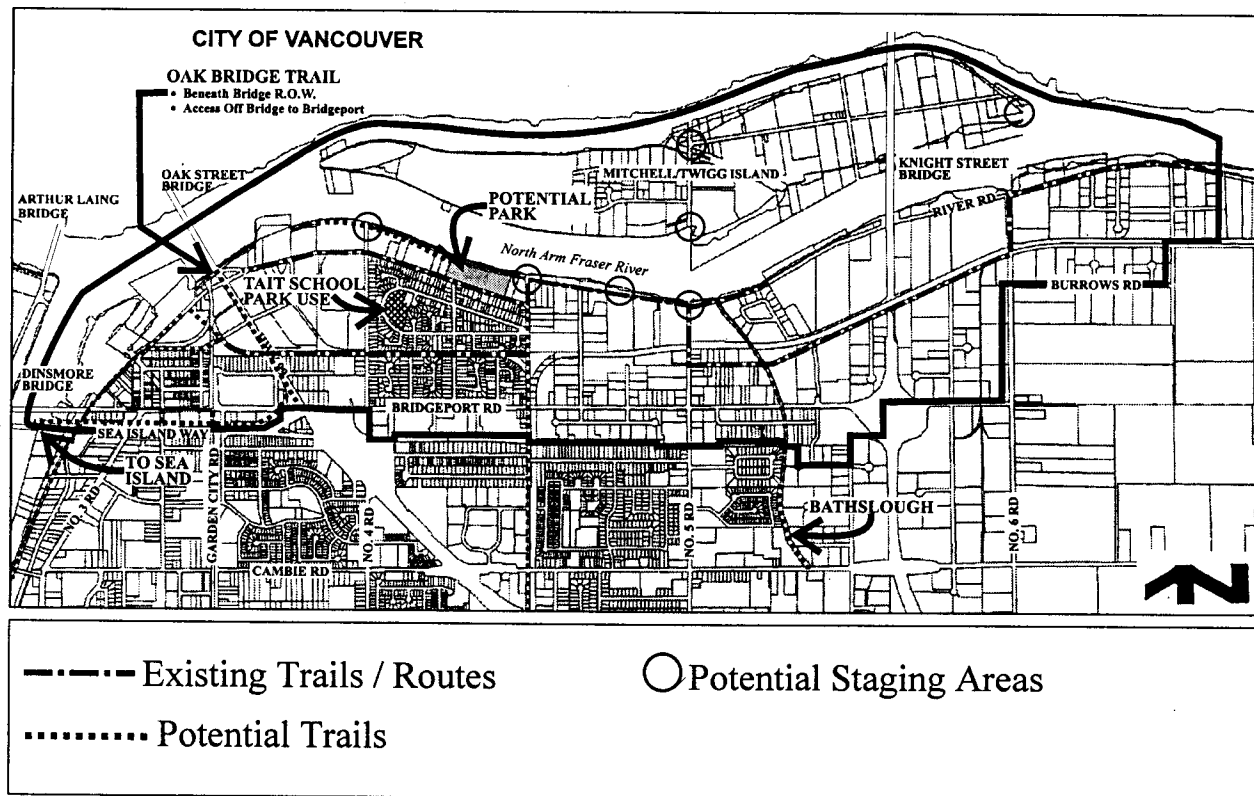 CITY OF VANCOUVER
OAK BRIDGE TRAIL
• Beneath Bridge R.O.W.
• Access Off Bridge to Bridgeport
OAK STREET
BRIDGE
ARTHUR LAING
BRIDGE
MITCHELL/TWIGG ISLAND
KNIGHT STREET
BRIDGE
POTENTIAL
PARK
RIVER RD
North Arm Fraser River
TAIT SCHOOL
PARK USE
BURROWS RD
DINSMORE
BRIDGE
BRIDGEPORT RD
SEA ISLAND WAY
TO SEA
ISLAND
NO. 3 RD
GARDEN CITY RD
NO. 4 RD
NO. 5 RD
NO. 6 RD
BATHSLOUGH
CAMBIE RD
N
Existing Trails / Routes
Potential Staging Areas
Potential Trails